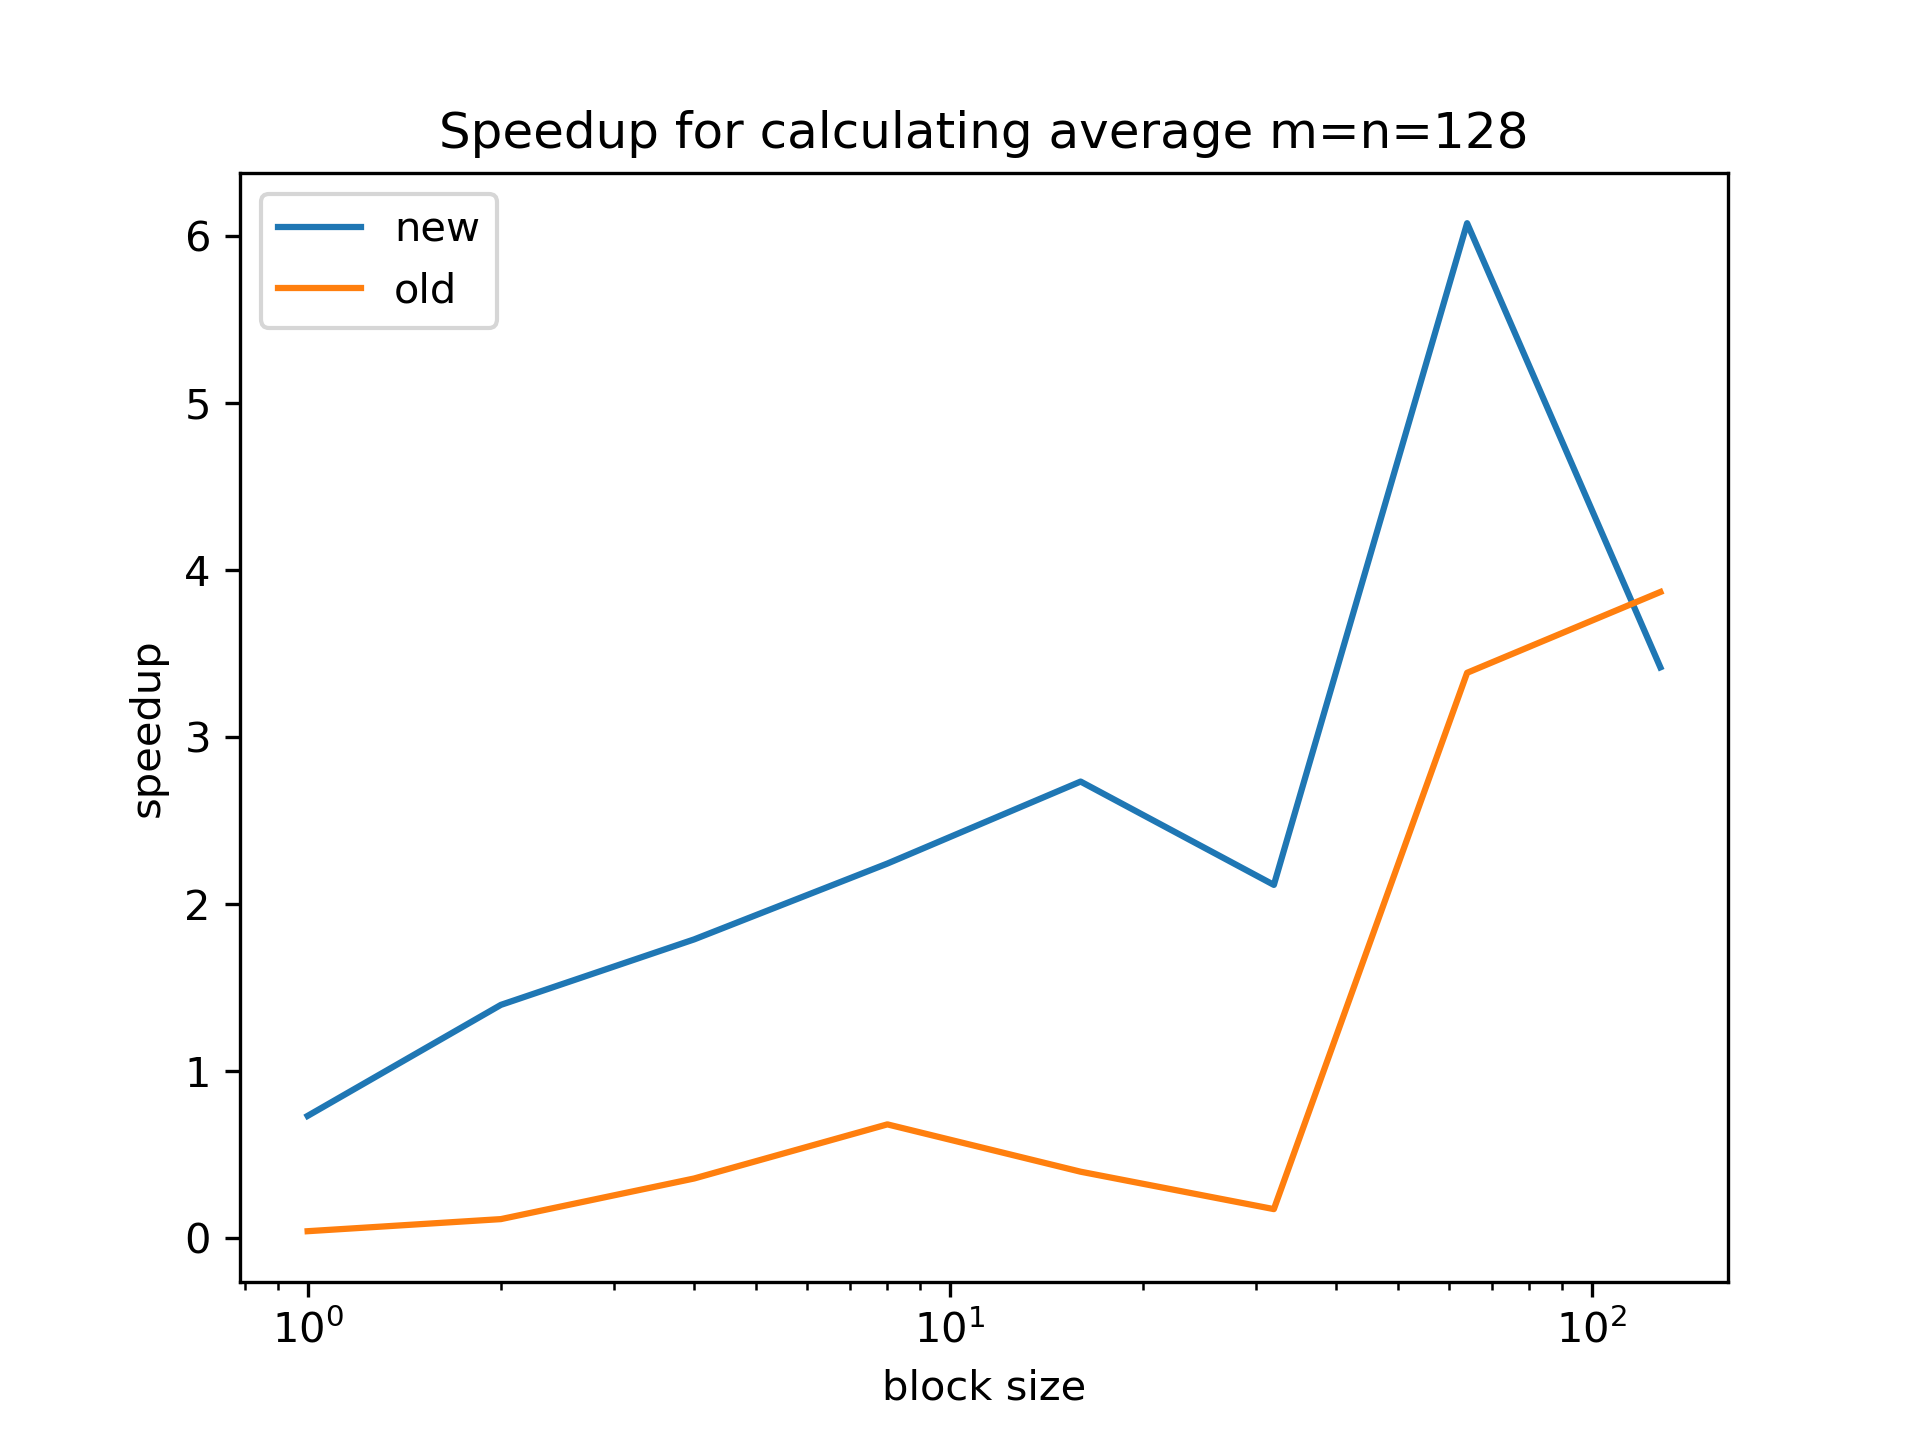 Speedup for calculating average m=n=128
new
old
6
5
4
3
2
1
0
speedup
10⁰ 10¹ 10²
block size